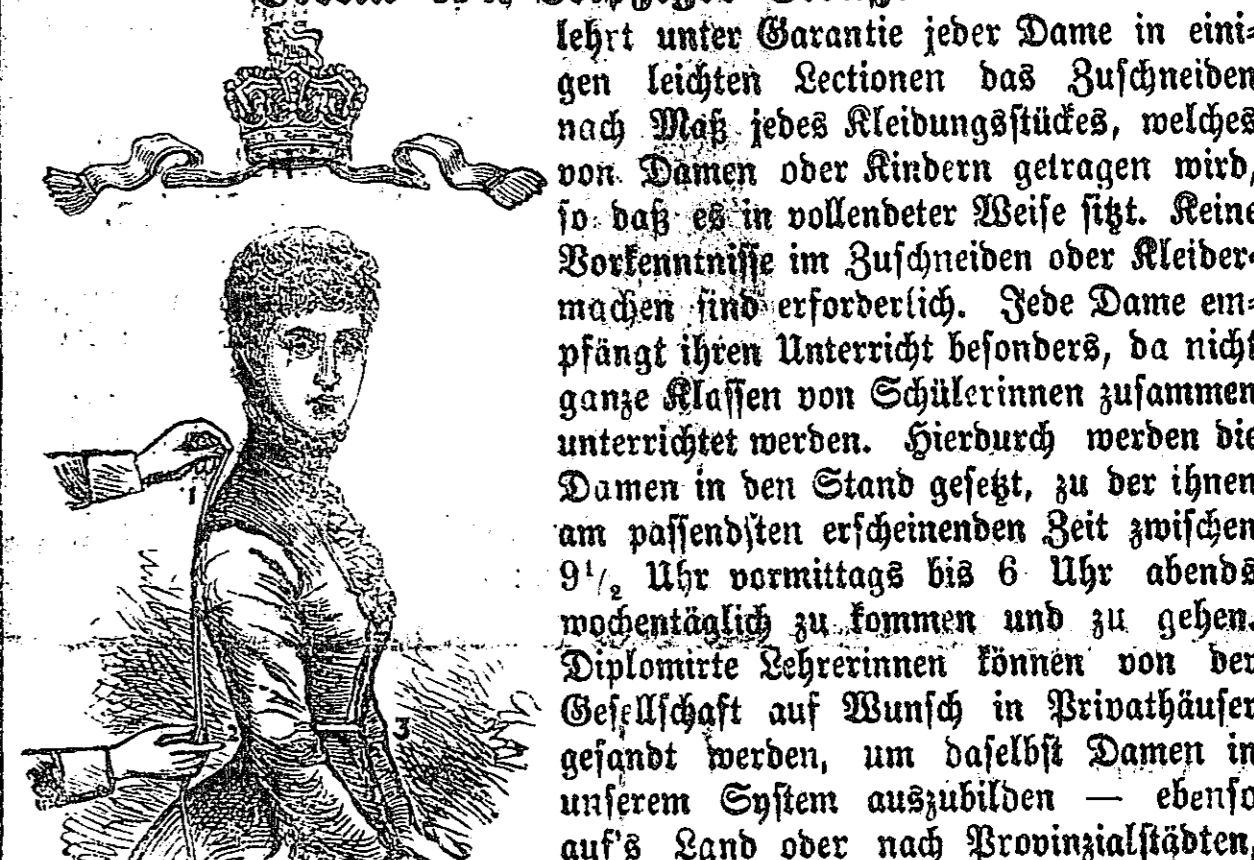 lehrt unter Garantie jeder Dame in eini⸗
gen leichten Lectionen das Zuschneiden
nach Maß jedes Kleidungsstückes, welches
von Damen oder Kindern getragen wird,
so daß es in vollendeter Weise sitzt. Keine
Vorkenntnisse im Zuschneiden oder Kleider⸗
machen sind erforderlich. Jede Dame em⸗
pfängt ihren Unterricht besonders, da nicht
ganze Klassen von Schülerinnen zusammen
unterrichtet werden. Hierdurch werden die
Damen in den Stand gesetzt, zu der ihnen
am passendsten erscheinenden Zeit zwischen
9 1/2 Uhr vormittags bis 6 Uhr abends
wochentäglich zu kommen und zu gehen.
Diplomirte Lehrerinnen können von der
Gesellschaft auf Wunsch in Privathäuser
gesandt werden, um daselbst Damen in
unserem System auszubilden — ebenso
auf's Land oder nach Provinzialstädten,
1
2
3